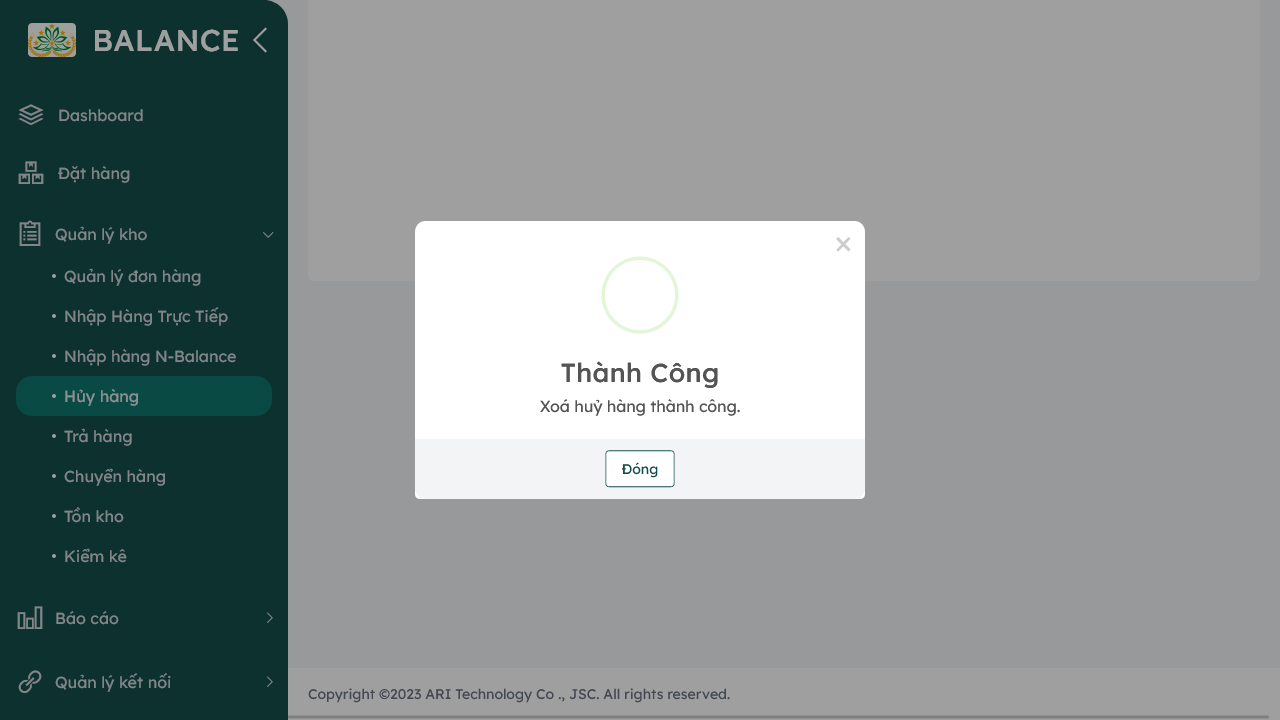 BALANCE
Dashboard
Đặt hàng
Quản lý kho
Quản lý đơn hàng
Nhập Hàng Trực Tiếp
Nhập hàng N-Balance
Hủy hàng
Trả hàng
Chuyển hàng
Tồn kho
Kiểm kê
Báo cáo
Quản lý kết nối
×
Thành Công
Xoá huỷ hàng thành công.
Đóng
Copyright ©2023 ARI Technology Co ., JSC. All rights reserved.